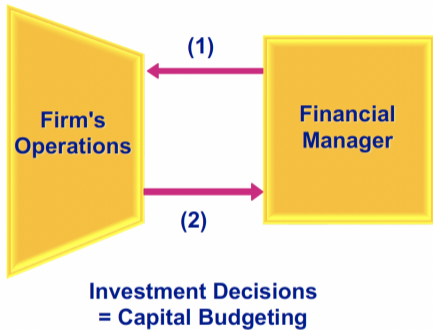 (1)
Firm's
Operations
Financial
Manager
(2)
Investment Decisions
= Capital Budgeting